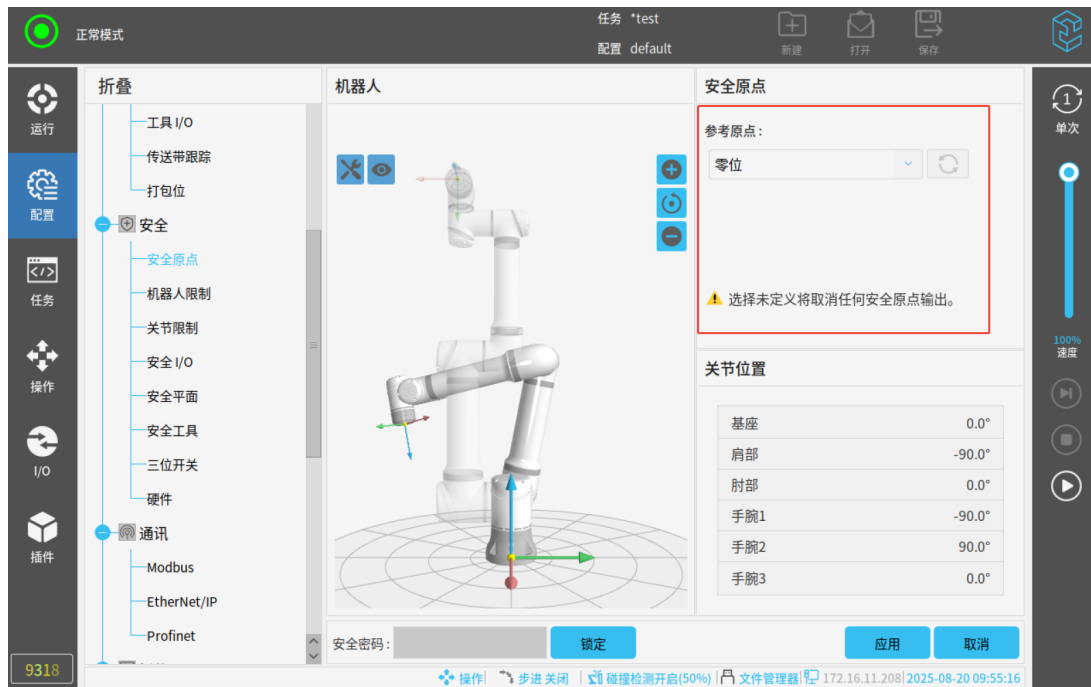 正常模式
任务 *test
配置 default
新建
打开
保存
运行
配置
任务
操作
I/O
插件
9318
折叠
工具 I/O
传送带跟踪
打包位
安全
安全原点
机器人限制
关节限制
安全 I/O
安全平面
安全工具
三位开关
硬件
通讯
Modbus
EtherNet/IP
Profinet
机器人
安全原点
参考原点:
零位
选择未定义将取消任何安全原点输出。
关节位置
基座 0.0°
肩部 -90.0°
肘部 0.0°
手腕1 -90.0°
手腕2 90.0°
手腕3 0.0°
安全密码:
锁定
应用
取消
1
单次
100%
速度
操作
步进 关闭
碰撞检测开启(50%)
文件管理器
172.16.11.208
2025-08-20 09:55:16